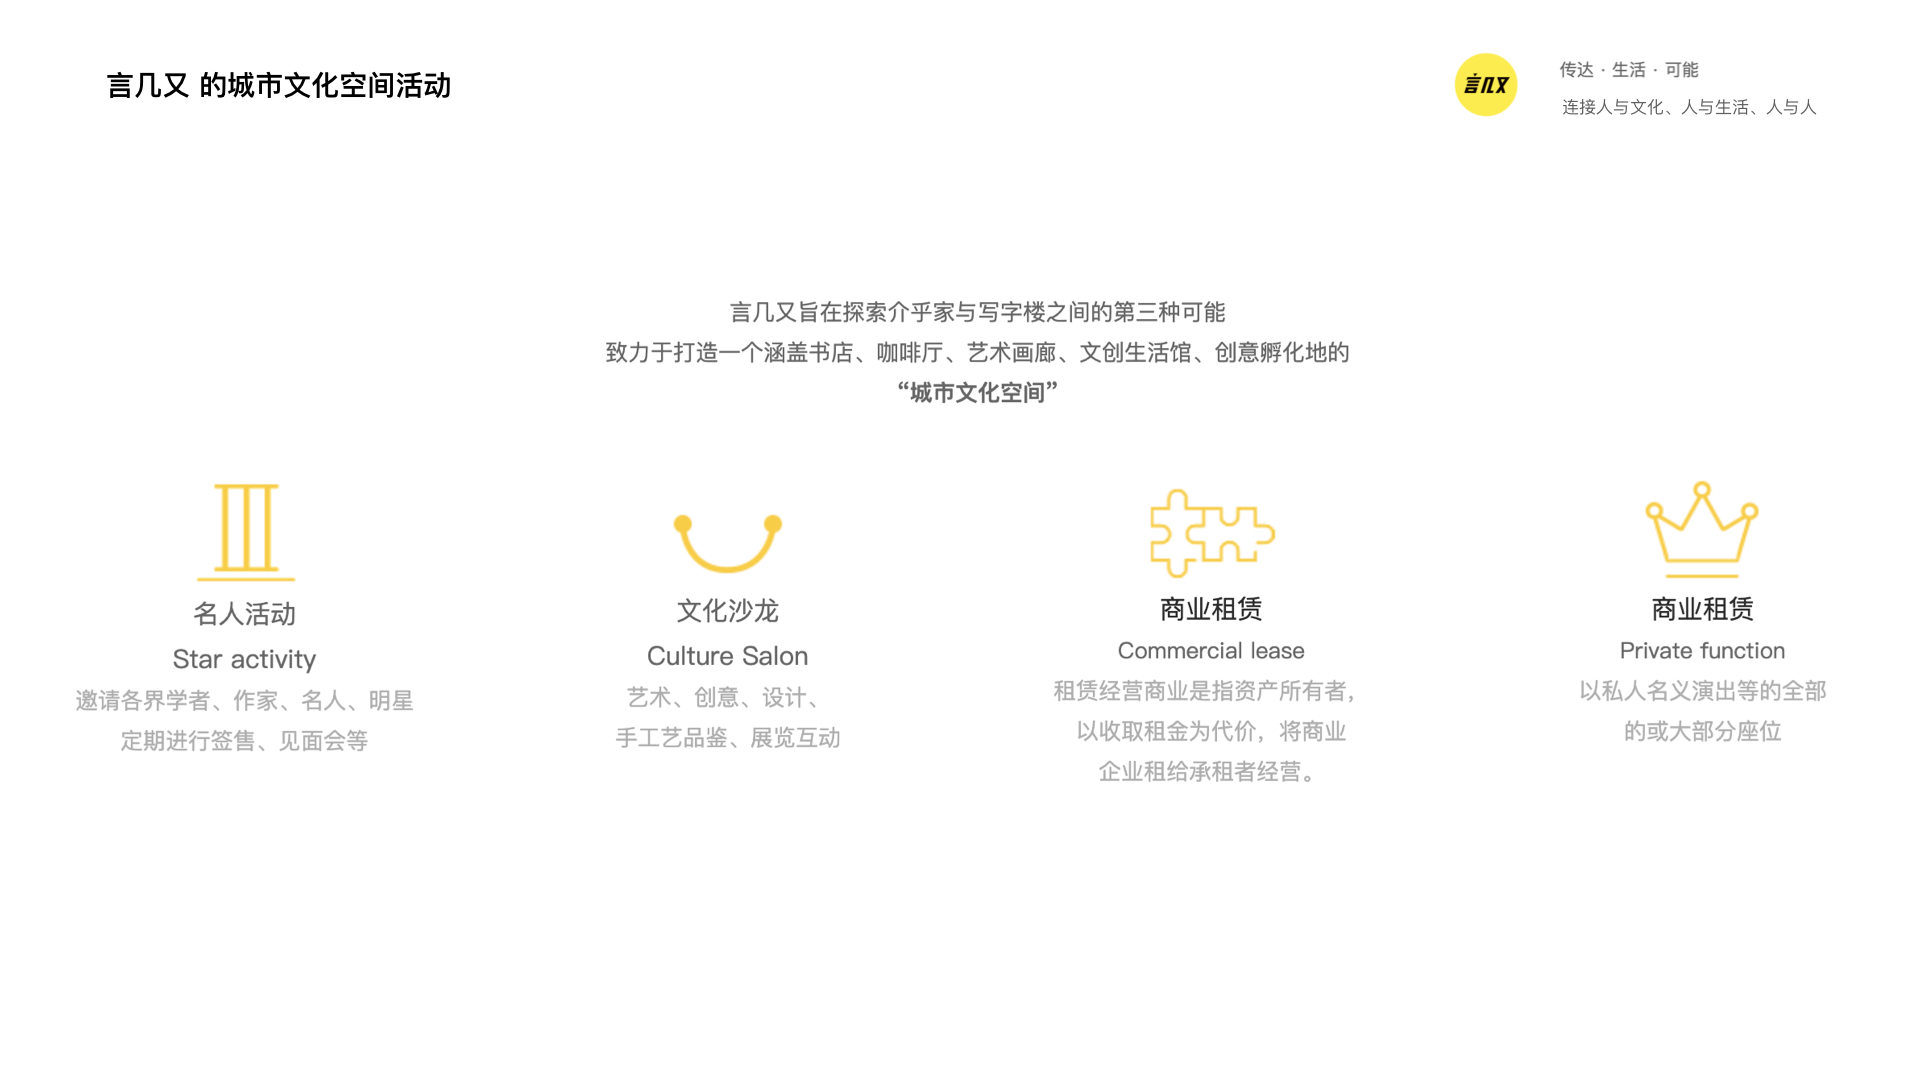 言几又 的城市文化空间活动
言几又
传达 · 生活 · 可能
连接人与文化、人与生活、人与人
言几又旨在探索介乎家与写字楼之间的第三种可能
致力于打造一个涵盖书店、咖啡厅、艺术画廊、文创生活馆、创意孵化地的
“城市文化空间”
名人活动
Star activity
邀请各界学者、作家、名人、明星
定期进行签售、见面会等
文化沙龙
Culture Salon
艺术、创意、设计、
手工艺品鉴、展览互动
商业租赁
Commercial lease
租赁经营商业是指资产所有者，
以收取租金为代价，将商业
企业租给承租者经营。
商业租赁
Private function
以私人名义演出等的全部
的或大部分座位